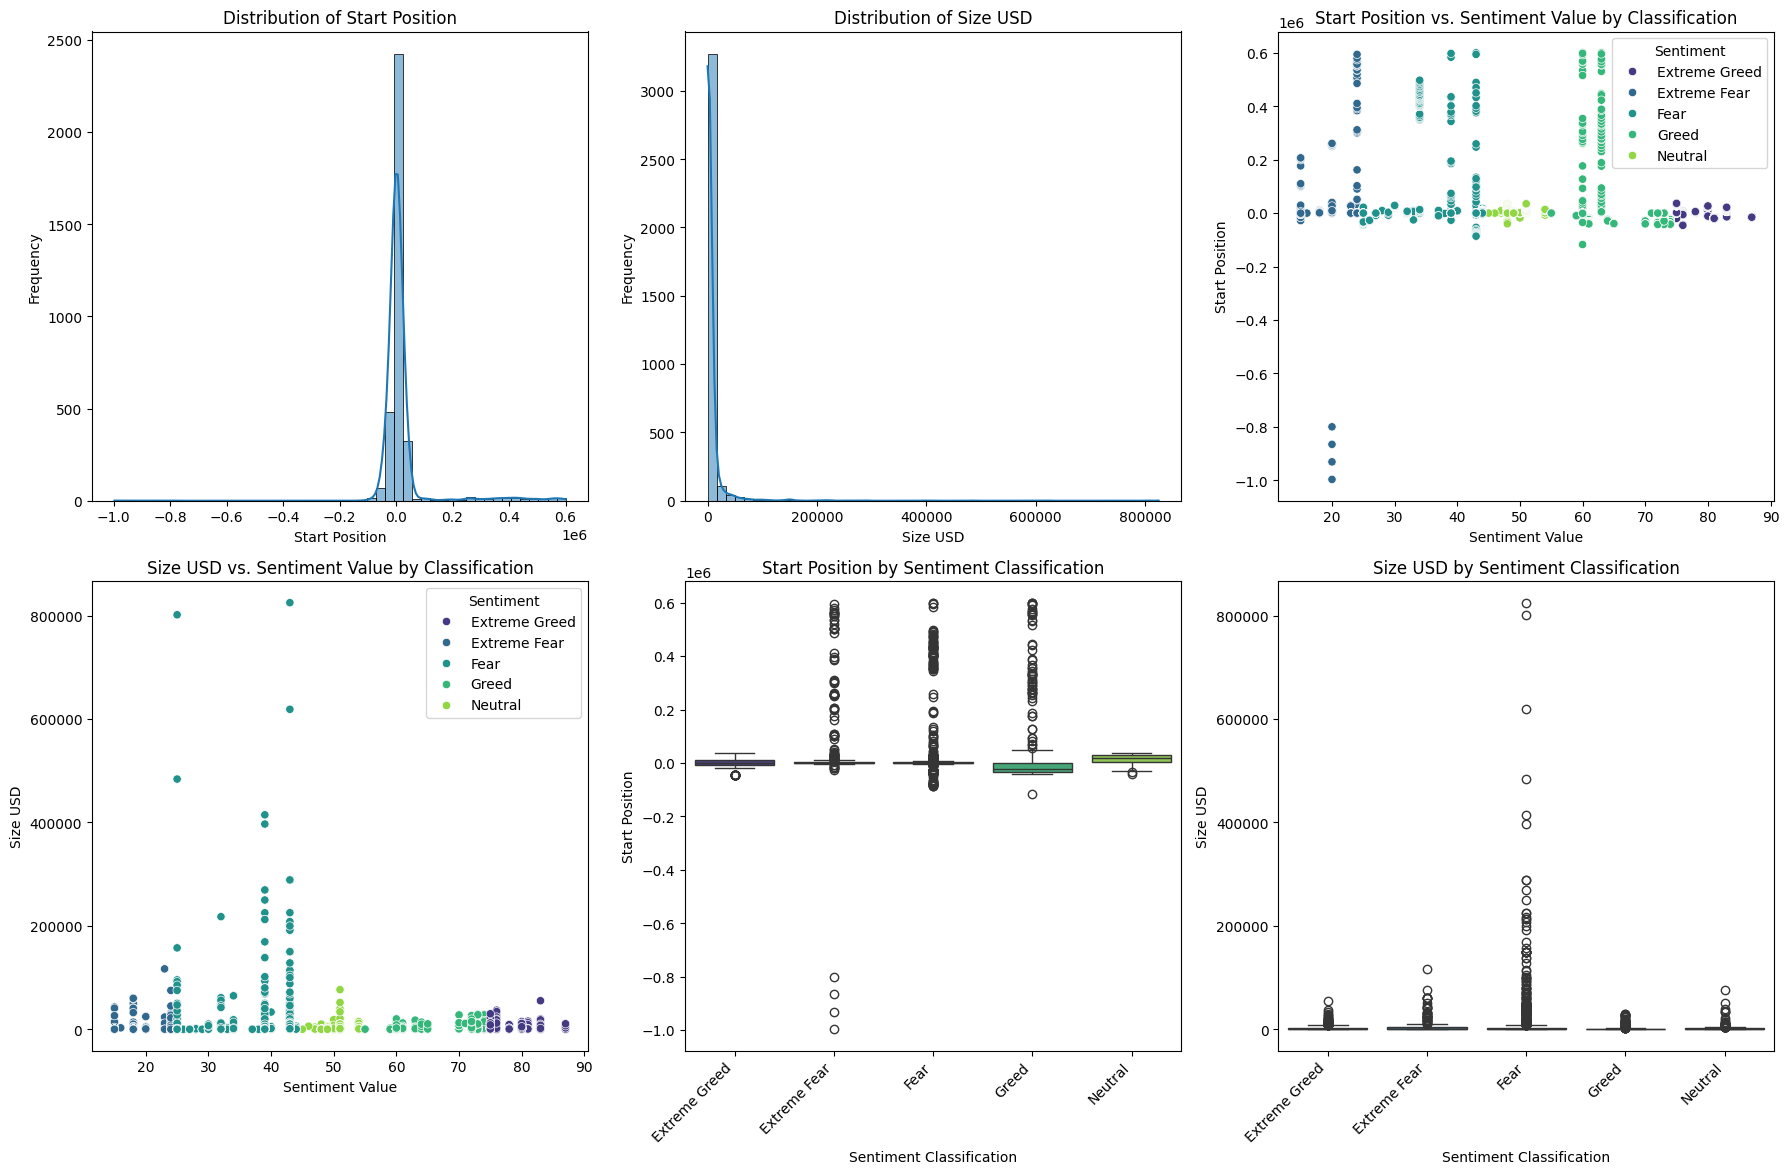 Distribution of Start Position
2500
2000
1500
1000
500
0
Frequency
−1.0 −0.8 −0.6 −0.4 −0.2 0.0 0.2 0.4 0.6
1e6
Start Position
Distribution of Size USD
3000
2500
2000
1500
1000
500
0
Frequency
0 200000 400000 600000 800000
Size USD
Start Position vs. Sentiment Value by Classification
1e6
0.6
0.4
0.2
0.0
−0.2
−0.4
−0.6
−0.8
−1.0
Start Position
Sentiment
Extreme Greed
Extreme Fear
Fear
Greed
Neutral
20 30 40 50 60 70 80 90
Sentiment Value
Size USD vs. Sentiment Value by Classification
800000
600000
400000
200000
0
Size USD
Sentiment
Extreme Greed
Extreme Fear
Fear
Greed
Neutral
20 30 40 50 60 70 80 90
Sentiment Value
Start Position by Sentiment Classification
1e6
0.6
0.4
0.2
0.0
−0.2
−0.4
−0.6
−0.8
−1.0
Start Position
Extreme Greed
Extreme Fear
Fear
Greed
Neutral
Sentiment Classification
Size USD by Sentiment Classification
800000
600000
400000
200000
0
Size USD
Extreme Greed
Extreme Fear
Fear
Greed
Neutral
Sentiment Classification